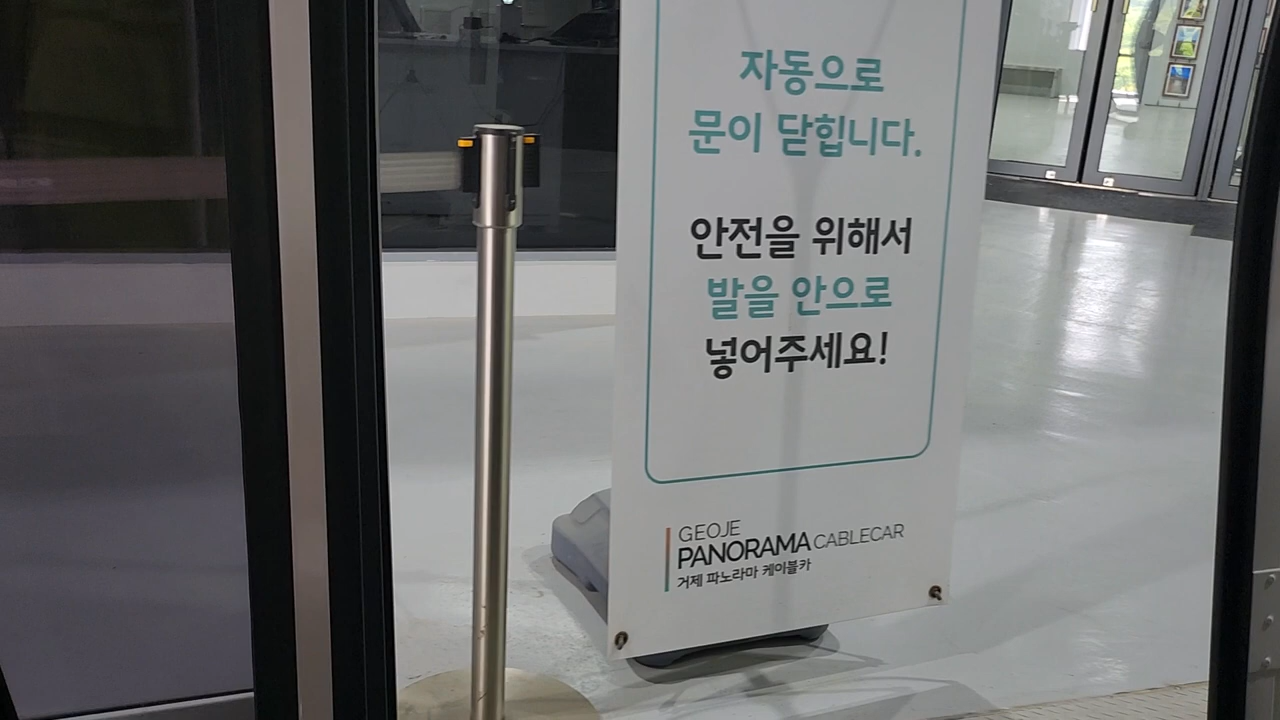 자동으로
문이 닫힙니다.
안전을 위해서
발을 안으로
넣어주세요!
GEOJE
PANORAMA CABLECAR
거제 파노라마 케이블카